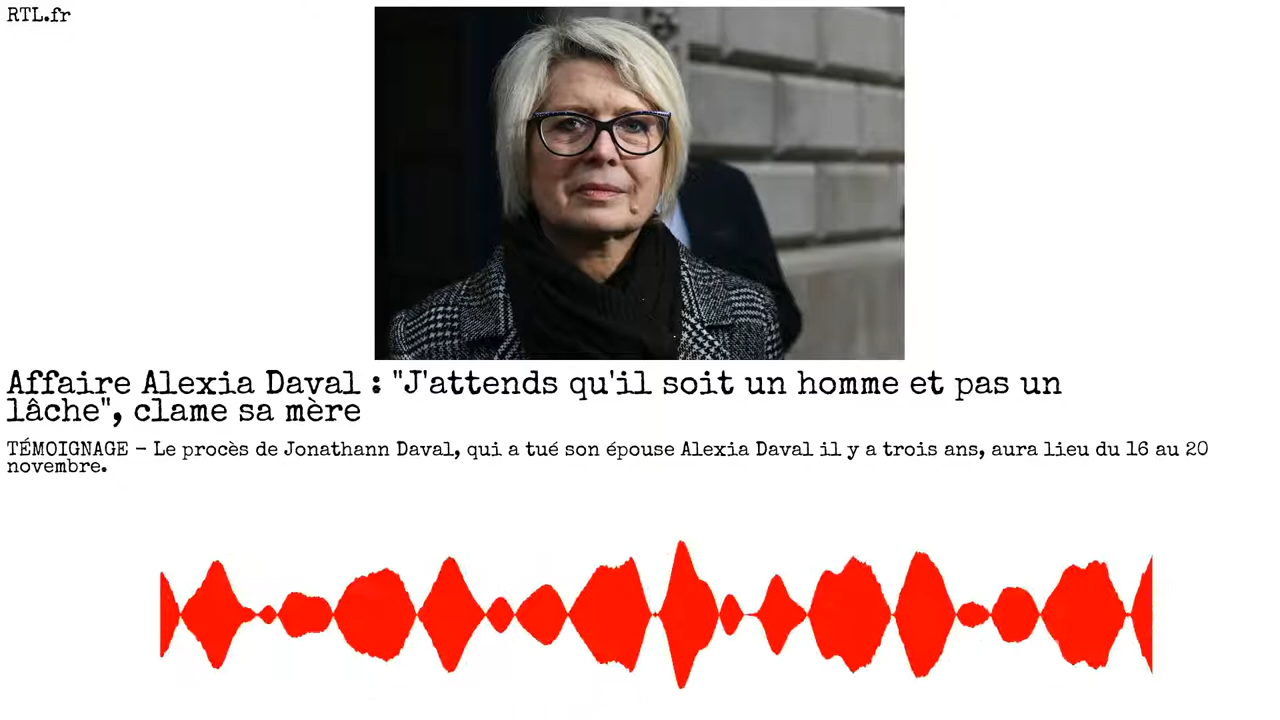 RTL.fr
Affaire Alexia Daval : "J'attends qu'il soit un homme et pas un
lâche", clame sa mère
TÉMOIGNAGE - Le procès de Jonathann Daval, qui a tué son épouse Alexia Daval il y a trois ans, aura lieu du 16 au 20
novembre.